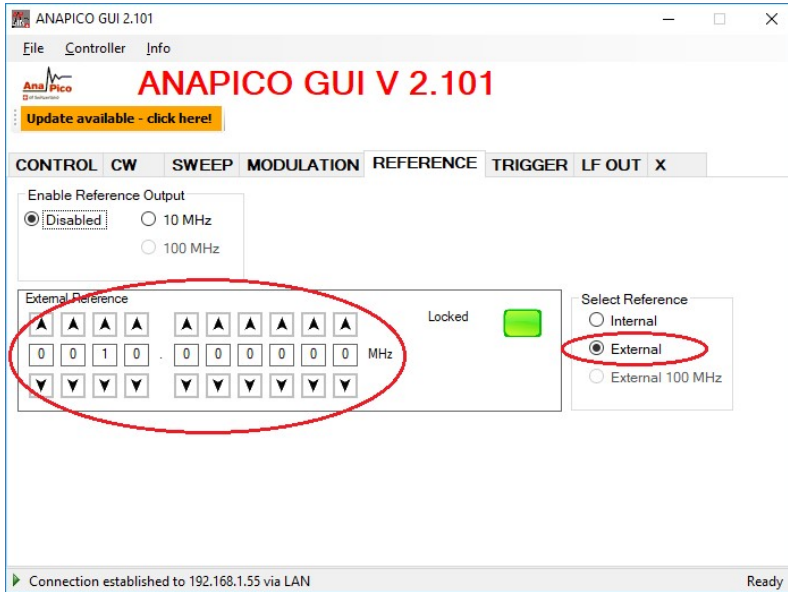 ANAPICO GUI 2.101
File Controller Info
Ana Pico
ANAPICO GUI V 2.101
Update available - click here!
CONTROL CW SWEEP MODULATION REFERENCE TRIGGER LF OUT X
Enable Reference Output
Disabled 10 MHz
100 MHz
External Reference
Locked
0 0 1 0 . 0 0 0 0 0 0 MHz
Select Reference
Internal
External
External 100 MHz
Connection established to 192.168.1.55 via LAN Ready